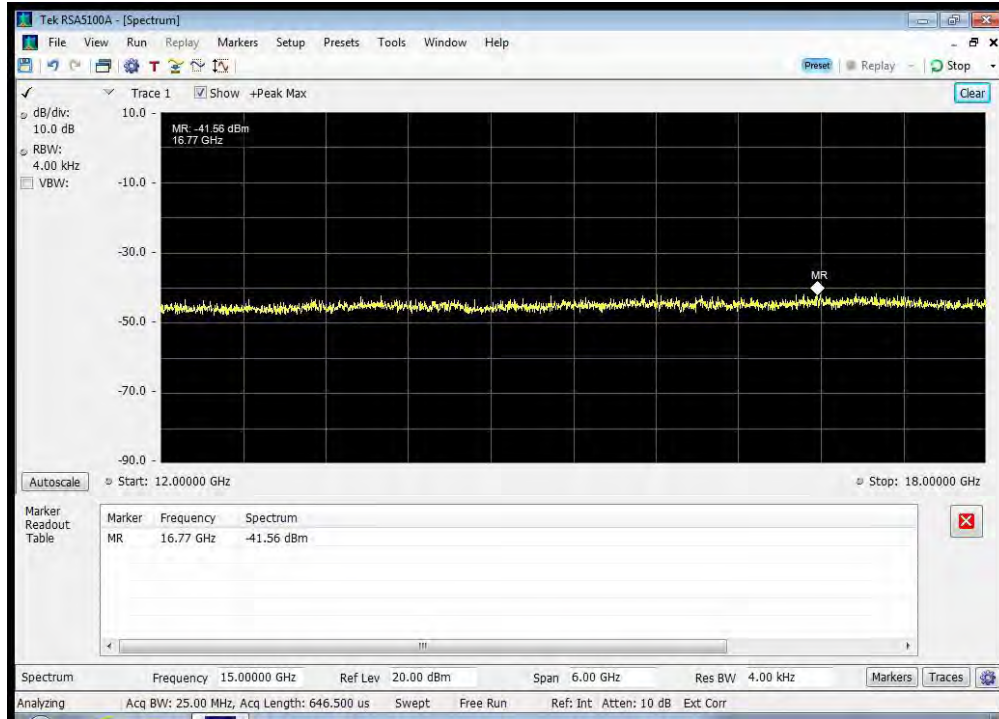 Tek RSA5100A - [Spectrum]
File View Run Replay Markers Setup Presets Tools Window Help
Preset Replay Stop
Trace 1 Show +Peak Max Clear
dB/div:
10.0 dB
RBW:
4.00 kHz
VBW:
10.0
MR: -41.56 dBm
16.77 GHz
-10.0
-30.0
MR
-50.0
-70.0
-90.0
Autoscale Start: 12.00000 GHz Stop: 18.00000 GHz
Marker
Readout
Table
Marker Frequency Spectrum
MR 16.77 GHz -41.56 dBm
Spectrum Frequency 15.00000 GHz Ref Lev 20.00 dBm Span 6.00 GHz Res BW 4.00 kHz Markers Traces
Analyzing Acq BW: 25.00 MHz, Acq Length: 646.500 us Swept Free Run Ref: Int Atten: 10 dB Ext Corr